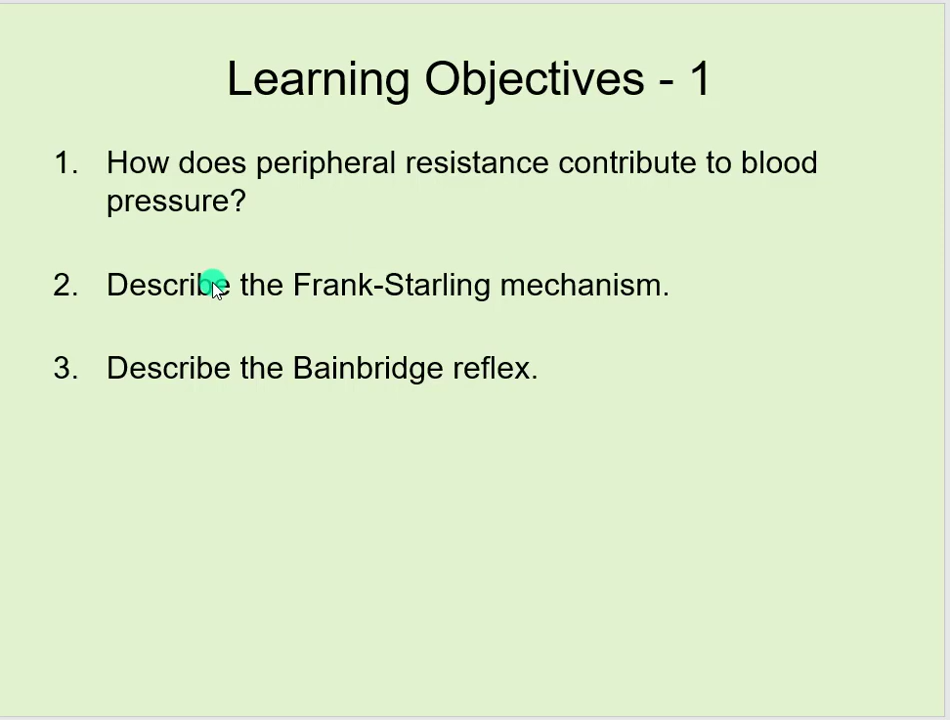 Learning Objectives - 1
1. How does peripheral resistance contribute to blood
pressure?
2. Describe the Frank-Starling mechanism.
3. Describe the Bainbridge reflex.